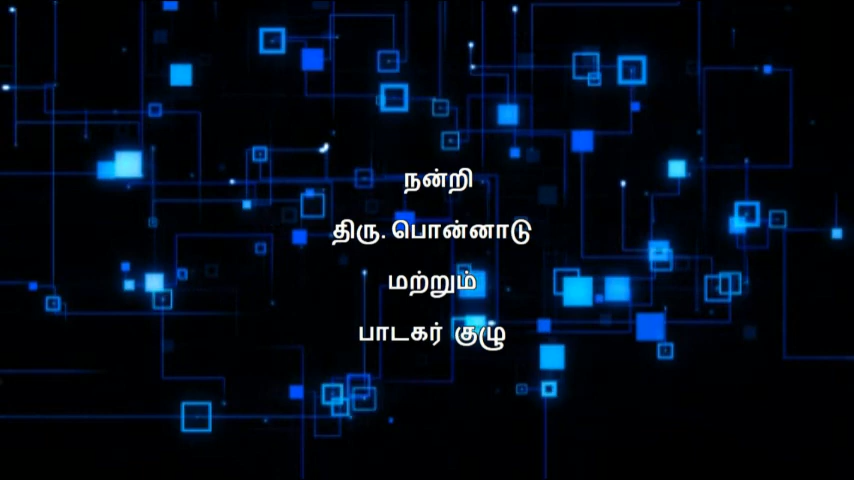 நன்றி
திரு. பொன்னாடு
மற்றும்
பாடகர் குழு